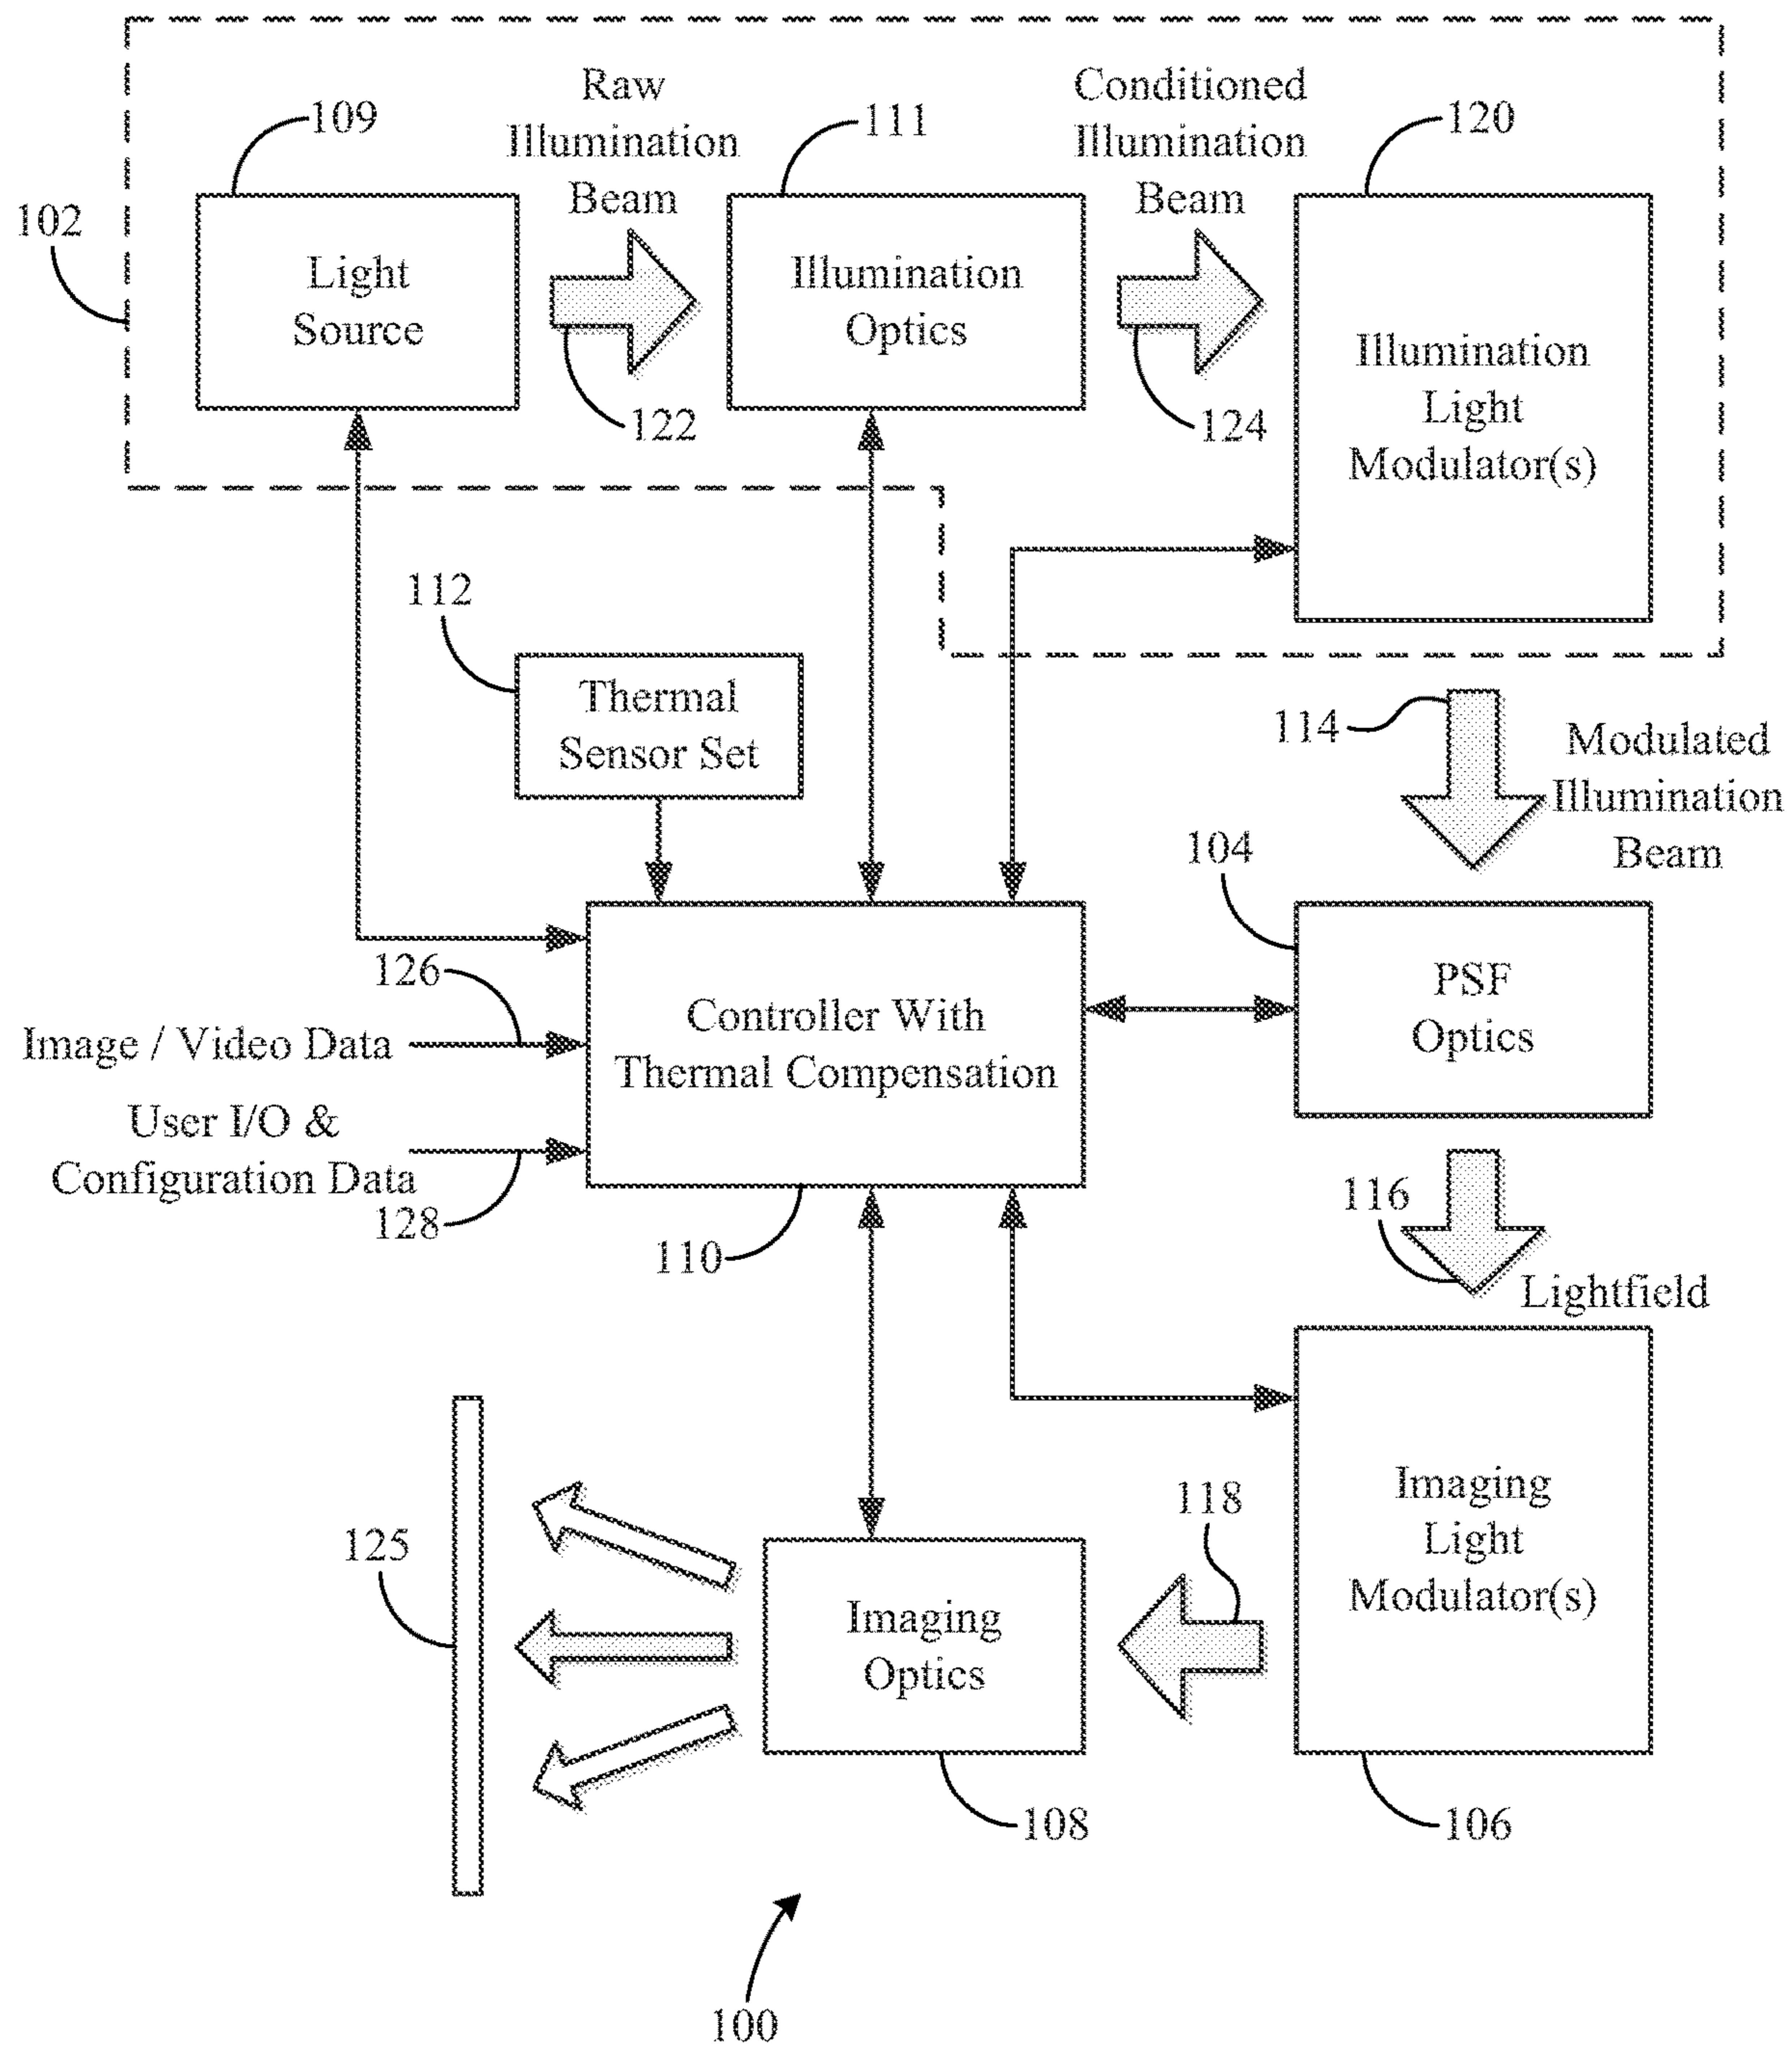 109
Raw
Illumination
Beam
111
Conditioned
Illumination
Beam
120
102
Light
Source
Illumination
Optics
Illumination
Light
Modulator(s)
122
124
112
Thermal
Sensor Set
114
Modulated
Illumination
Beam
104
126
Image / Video Data
User I/O &
Configuration Data
128
Controller With
Thermal Compensation
110
PSF
Optics
116
Lightfield
125
118
Imaging
Light
Modulator(s)
Imaging
Optics
108
106
100